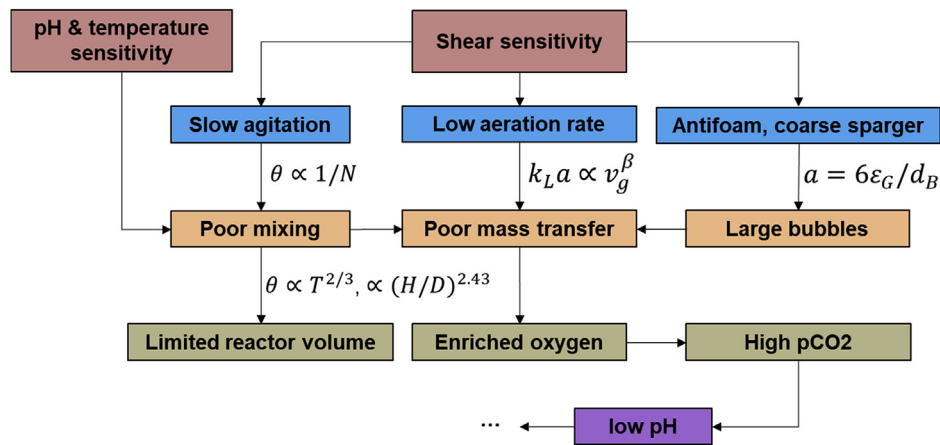 pH & temperature
sensitivity
Shear sensitivity
Slow agitation
Low aeration rate
Antifoam, coarse sparger
θ ∝ 1/N
k_L a ∝ v_g^β
a = 6ε_G/d_B
Poor mixing
Poor mass transfer
Large bubbles
θ ∝ T^{2/3}, ∝ (H/D)^{2.43}
Limited reactor volume
Enriched oxygen
High pCO2
...
low pH